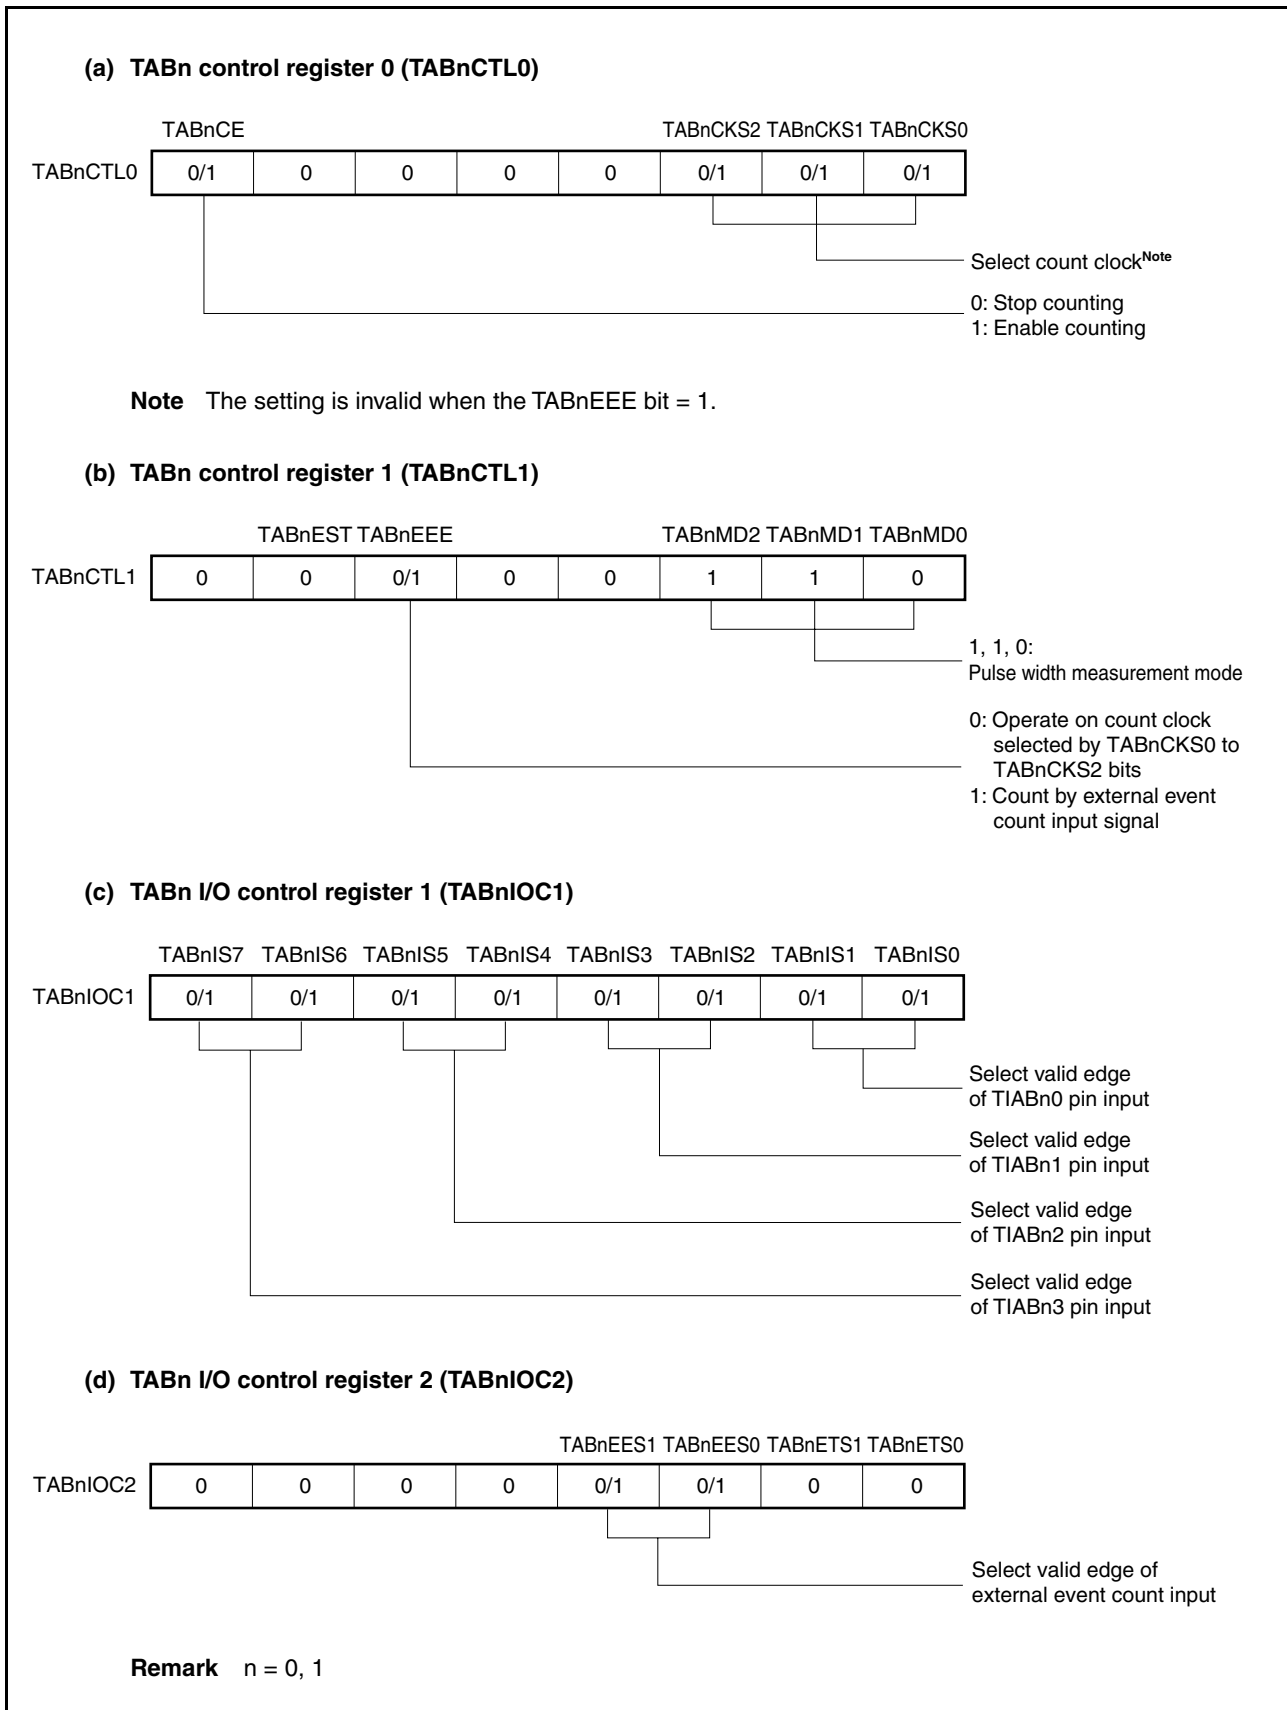 (a) TABn control register 0 (TABnCTL0)
TABnCE TABnCKS2 TABnCKS1 TABnCKS0
TABnCTL0 0/1 0 0 0 0 0/1 0/1 0/1
Select count clockNote
0: Stop counting
1: Enable counting
Note The setting is invalid when the TABnEEE bit = 1.
(b) TABn control register 1 (TABnCTL1)
TABnEST TABnEEE TABnMD2 TABnMD1 TABnMD0
TABnCTL1 0 0 0/1 0 0 1 1 0
1, 1, 0:
Pulse width measurement mode
0: Operate on count clock
selected by TABnCKS0 to
TABnCKS2 bits
1: Count by external event
count input signal
(c) TABn I/O control register 1 (TABnIOC1)
TABnIS7 TABnIS6 TABnIS5 TABnIS4 TABnIS3 TABnIS2 TABnIS1 TABnIS0
TABnIOC1 0/1 0/1 0/1 0/1 0/1 0/1 0/1 0/1
Select valid edge
of TIABn0 pin input
Select valid edge
of TIABn1 pin input
Select valid edge
of TIABn2 pin input
Select valid edge
of TIABn3 pin input
(d) TABn I/O control register 2 (TABnIOC2)
TABnEES1 TABnEES0 TABnETS1 TABnETS0
TABnIOC2 0 0 0 0 0/1 0/1 0 0
Select valid edge of
external event count input
Remark n = 0, 1